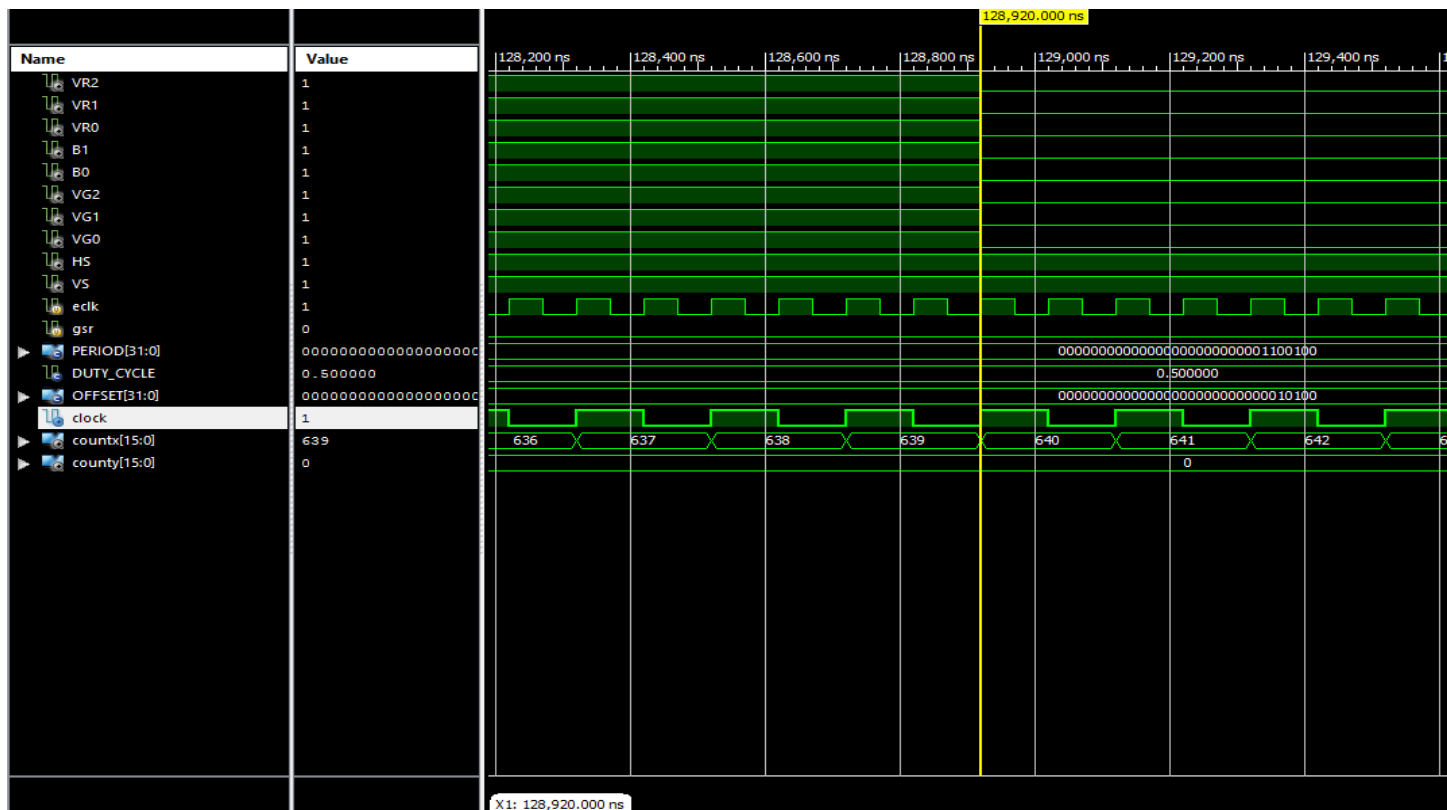 128,920.000 ns
Name Value 128,200 ns 128,400 ns 128,600 ns 128,800 ns 129,000 ns 129,200 ns 129,400 ns
VR2 1
VR1 1
VR0 1
B1 1
B0 1
VG2 1
VG1 1
VG0 1
HS 1
VS 1
eclk 1
gsr 0
PERIOD[31:0] 00000000000000000000000001100100
DUTY_CYCLE 0.500000 0.500000
OFFSET[31:0] 00000000000000000000000000010100
clock 1
countx[15:0] 639 636 637 638 639 640 641 642
county[15:0] 0 0
X1: 128,920.000 ns